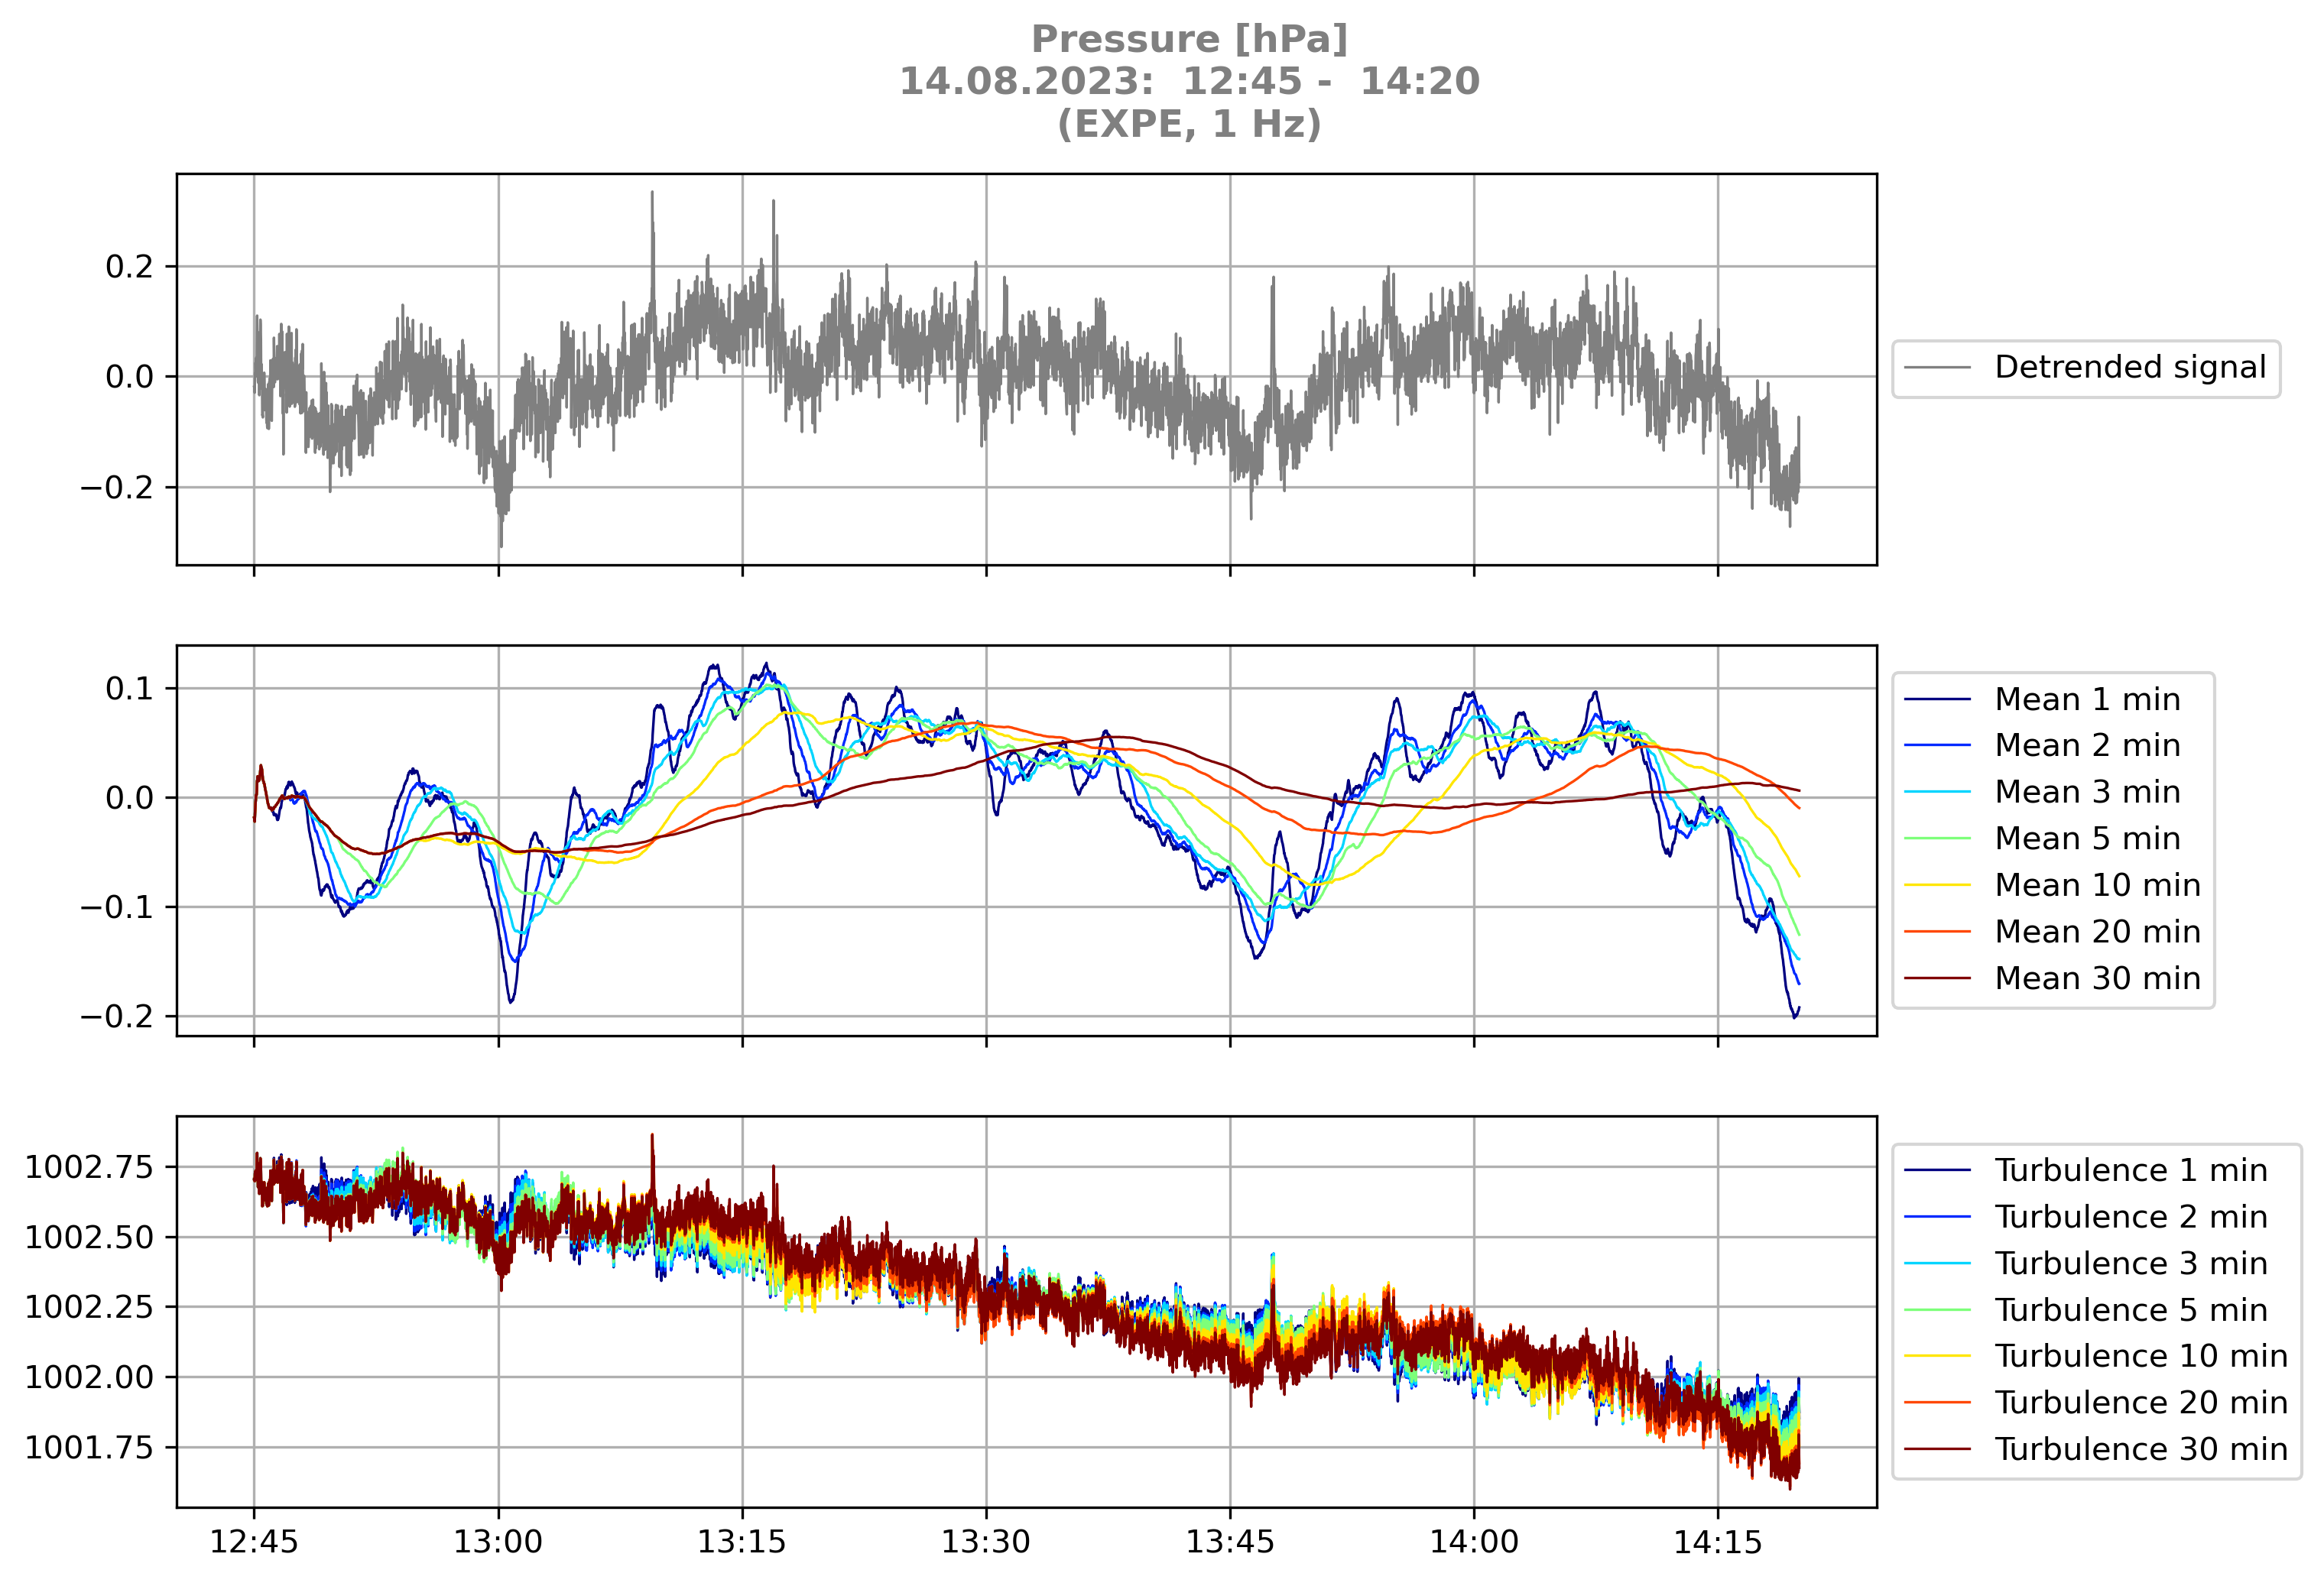 Pressure [hPa]
14.08.2023:  12:45 -  14:20
(EXPE, 1 Hz)
0.2
0.0
−0.2
Detrended signal
0.1
0.0
−0.1
−0.2
Mean 1 min
Mean 2 min
Mean 3 min
Mean 5 min
Mean 10 min
Mean 20 min
Mean 30 min
1002.75
1002.50
1002.25
1002.00
1001.75
Turbulence 1 min
Turbulence 2 min
Turbulence 3 min
Turbulence 5 min
Turbulence 10 min
Turbulence 20 min
Turbulence 30 min
12:45 13:00 13:15 13:30 13:45 14:00 14:15